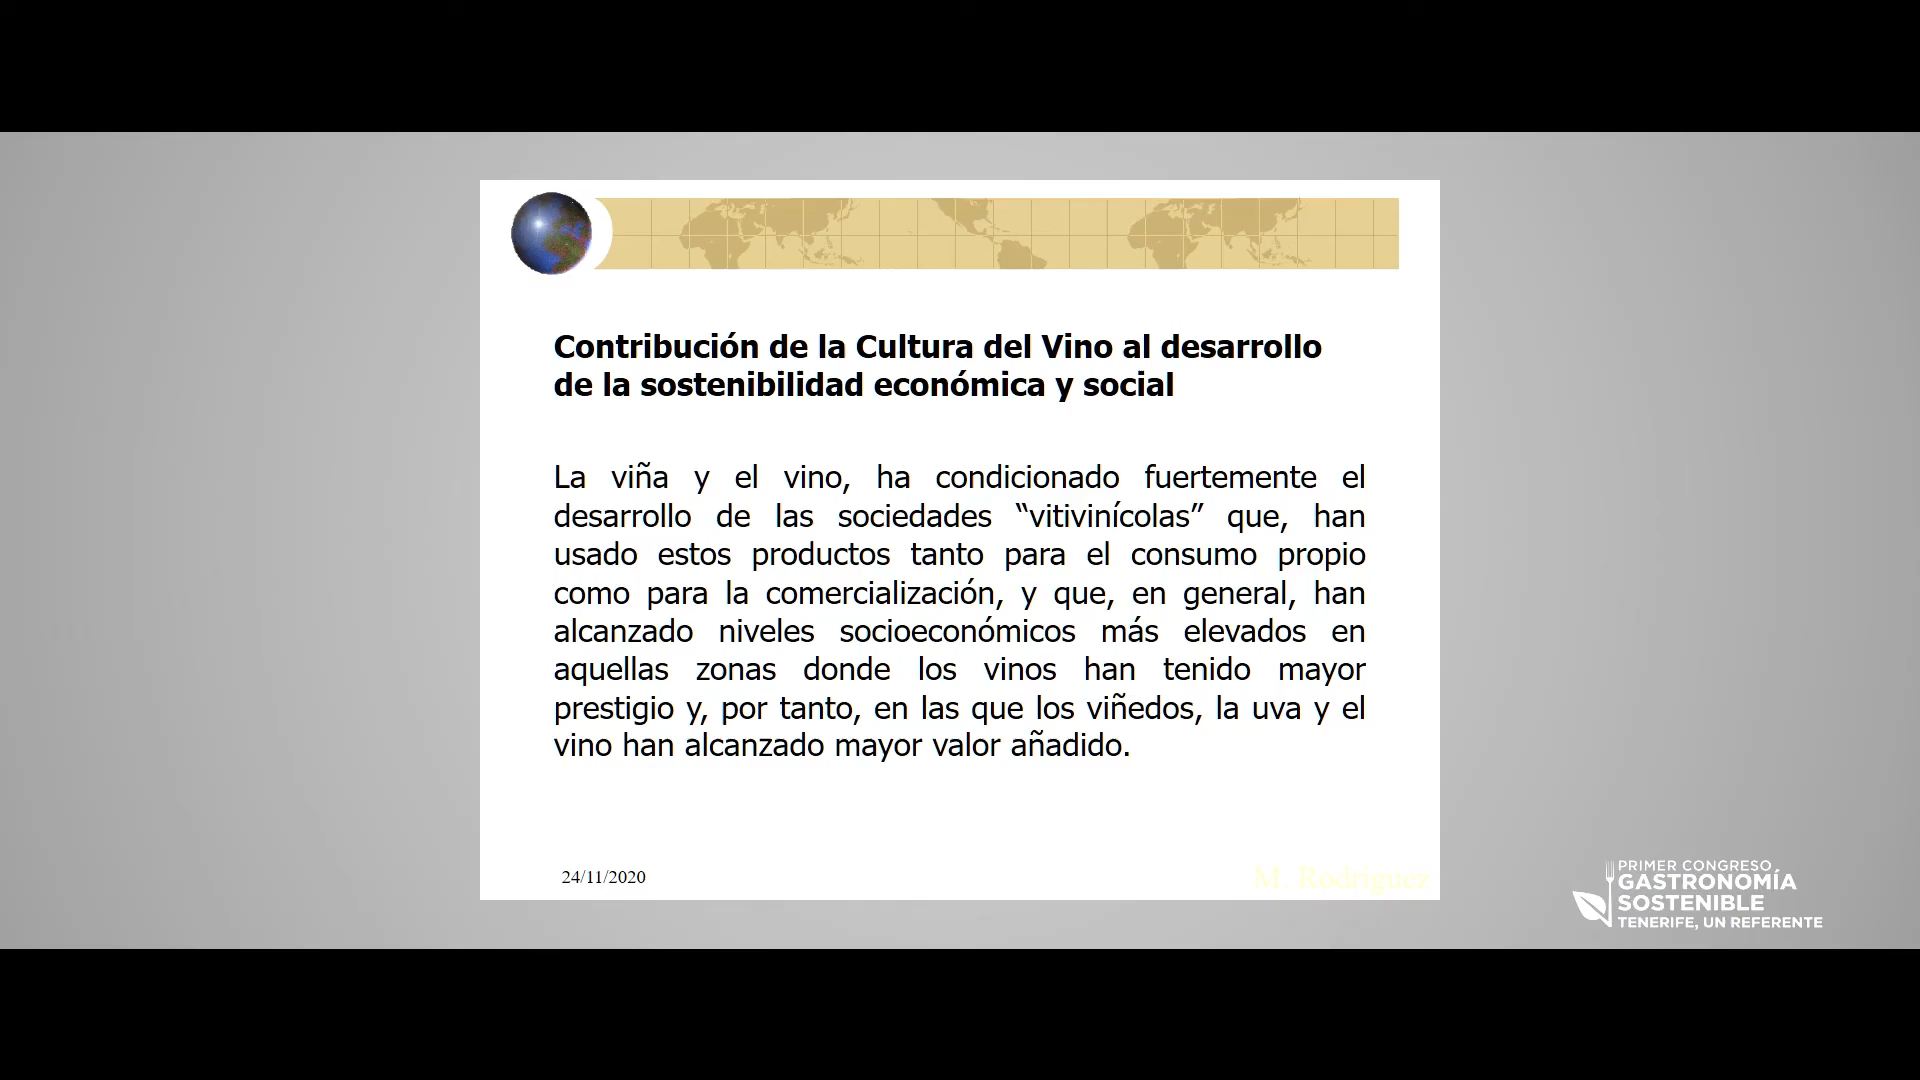 Contribución de la Cultura del Vino al desarrollo
de la sostenibilidad económica y social
La viña y el vino, ha condicionado fuertemente el
desarrollo de las sociedades “vitivinícolas” que, han
usado estos productos tanto para el consumo propio
como para la comercialización, y que, en general, han
alcanzado niveles socioeconómicos más elevados en
aquellas zonas donde los vinos han tenido mayor
prestigio y, por tanto, en las que los viñedos, la uva y el
vino han alcanzado mayor valor añadido.
24/11/2020
M. Rodríguez
PRIMER CONGRESO
GASTRONOMÍA
SOSTENIBLE
TENERIFE, UN REFERENTE